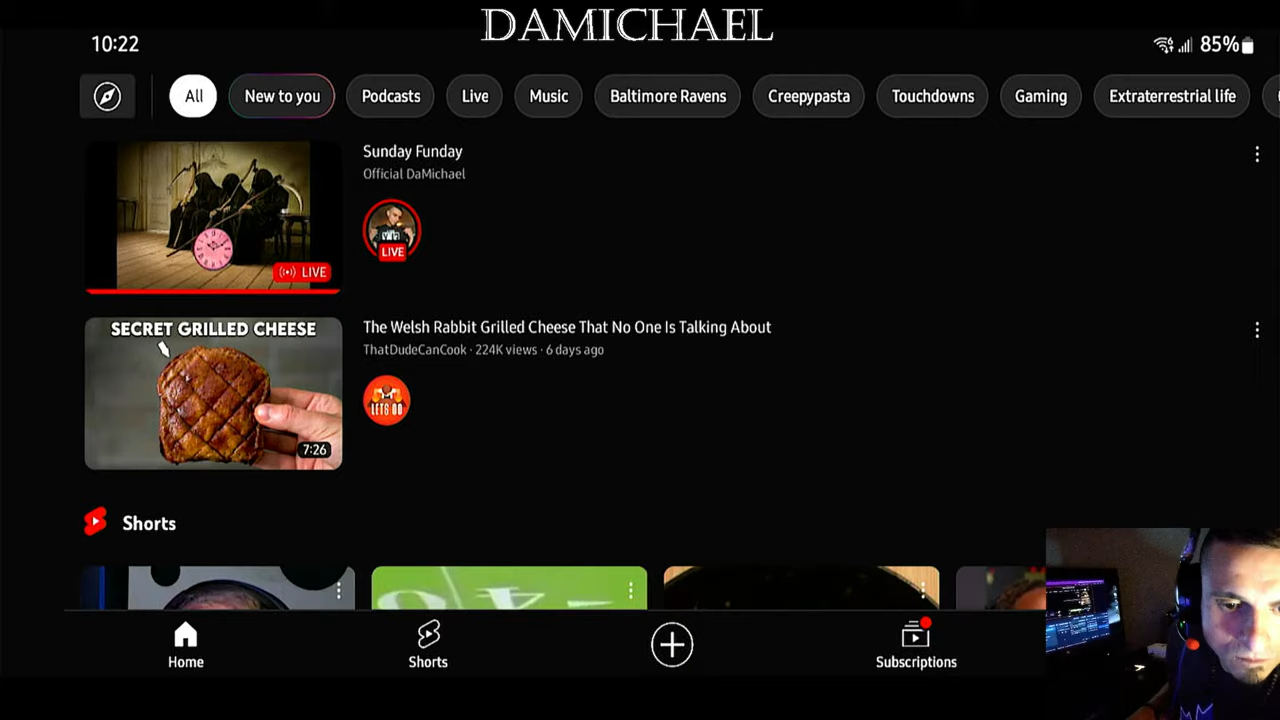 DAMICHAEL
10:22
85%
All
New to you
Podcasts
Live
Music
Baltimore Ravens
Creepypasta
Touchdowns
Gaming
Extraterrestrial life
Sunday Funday
Official DaMichael
LIVE
LIVE
SECRET GRILLED CHEESE
7:26
The Welsh Rabbit Grilled Cheese That No One Is Talking About
ThatDudeCanCook · 224K views · 6 days ago
LETS GO
Shorts
Home
Shorts
Subscriptions